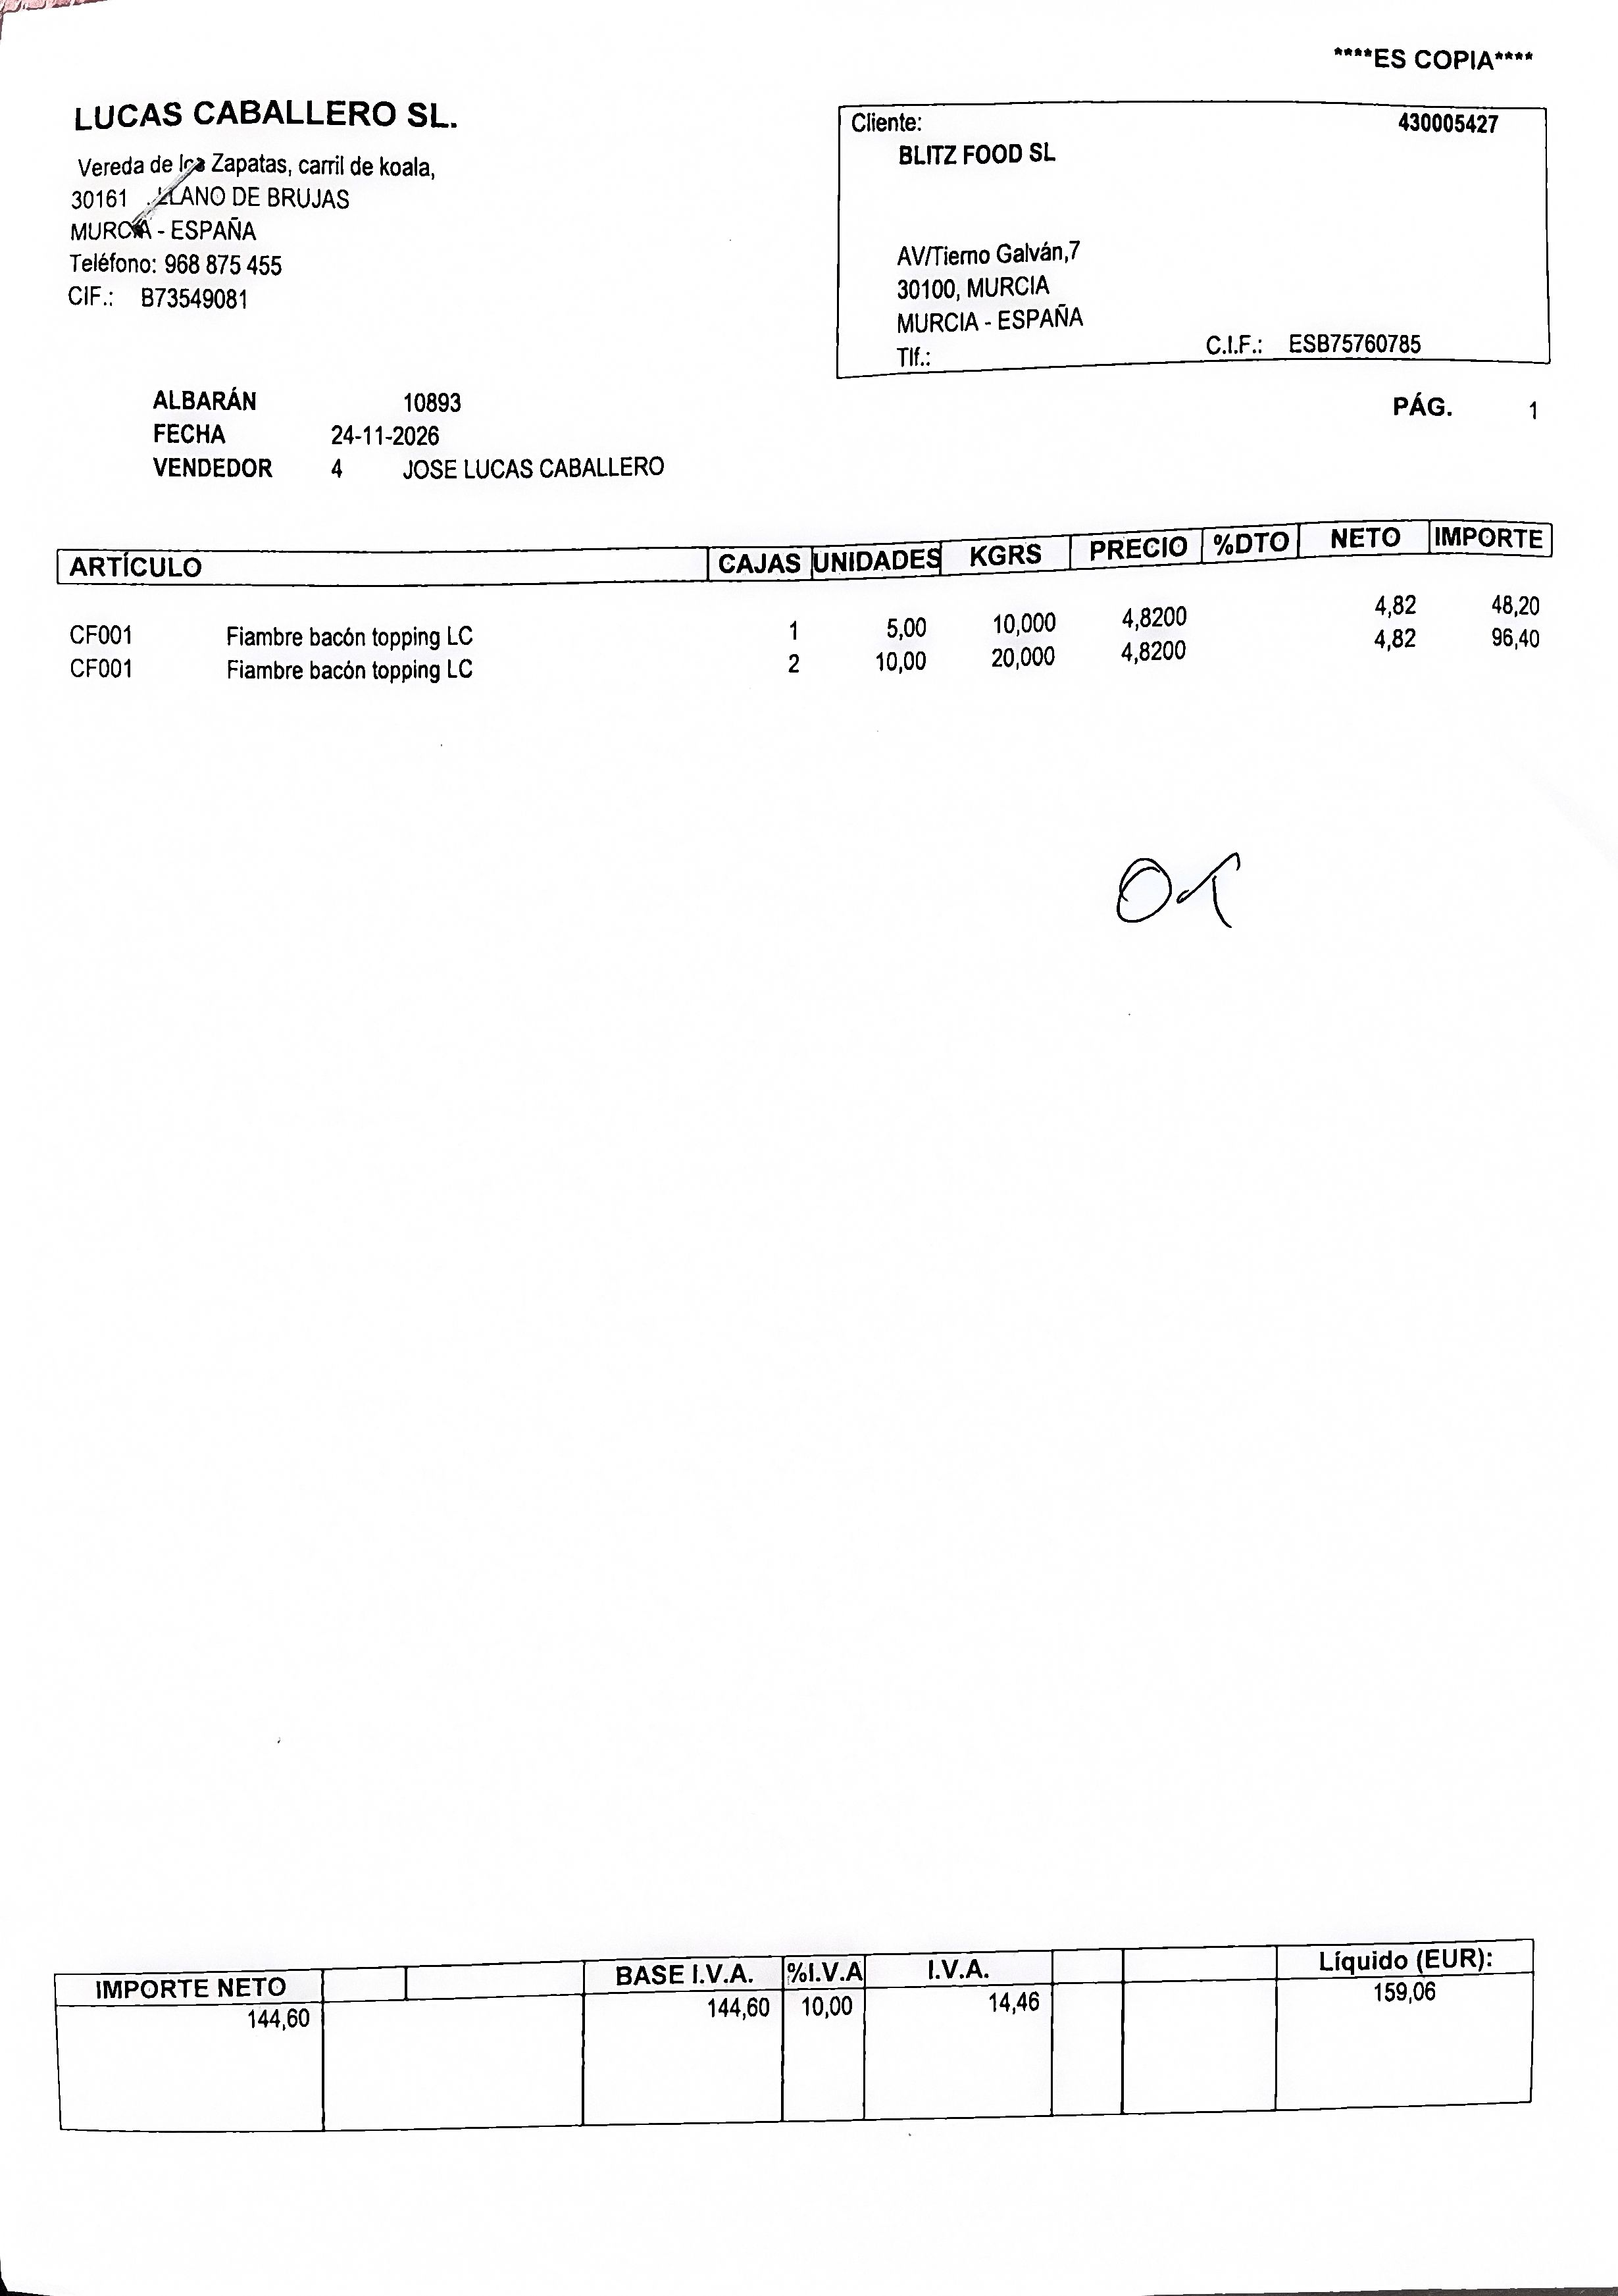 ****ES COPIA****
LUCAS CABALLERO SL.
Vereda de Zapatas, carril de koala,
30161 LLANO DE BRUJAS
MURCIA - ESPAÑA
Teléfono: 968 875 455
CIF.: B73549081
Cliente: 430005427
BLITZ FOOD SL
AV/Tierno Galván,7
30100, MURCIA
MURCIA - ESPAÑA
Tlf.: C.I.F.: ESB75760785
ALBARÁN 10893
PÁG. 1
FECHA 24-11-2026
VENDEDOR 4 JOSE LUCAS CABALLERO
ARTÍCULO CAJAS UNIDADES KGRS PRECIO %DTO NETO IMPORTE
CF001 Fiambre bacón topping LC 1 5,00 10,000 4,8200 4,82 48,20
CF001 Fiambre bacón topping LC 2 10,00 20,000 4,8200 4,82 96,40
IMPORTE NETO BASE I.V.A. %I.V.A I.V.A. Líquido (EUR):
144,60 144,60 10,00 14,46 159,06